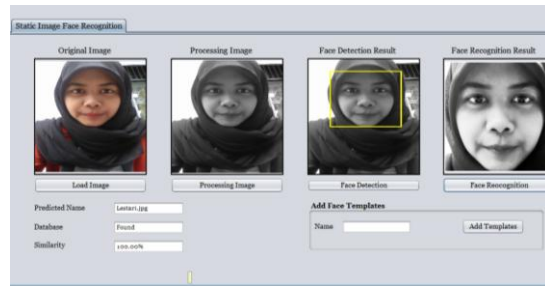 Static Image Face Recognition
Original Image
Processing Image
Face Detection Result
Face Recognition Result
Load Image
Processing Image
Face Detection
Face Reocognition
Predicted Name
Lestari.jpg
Database
Found
Similarity
100.00%
Add Face Templates
Name
Add Templates